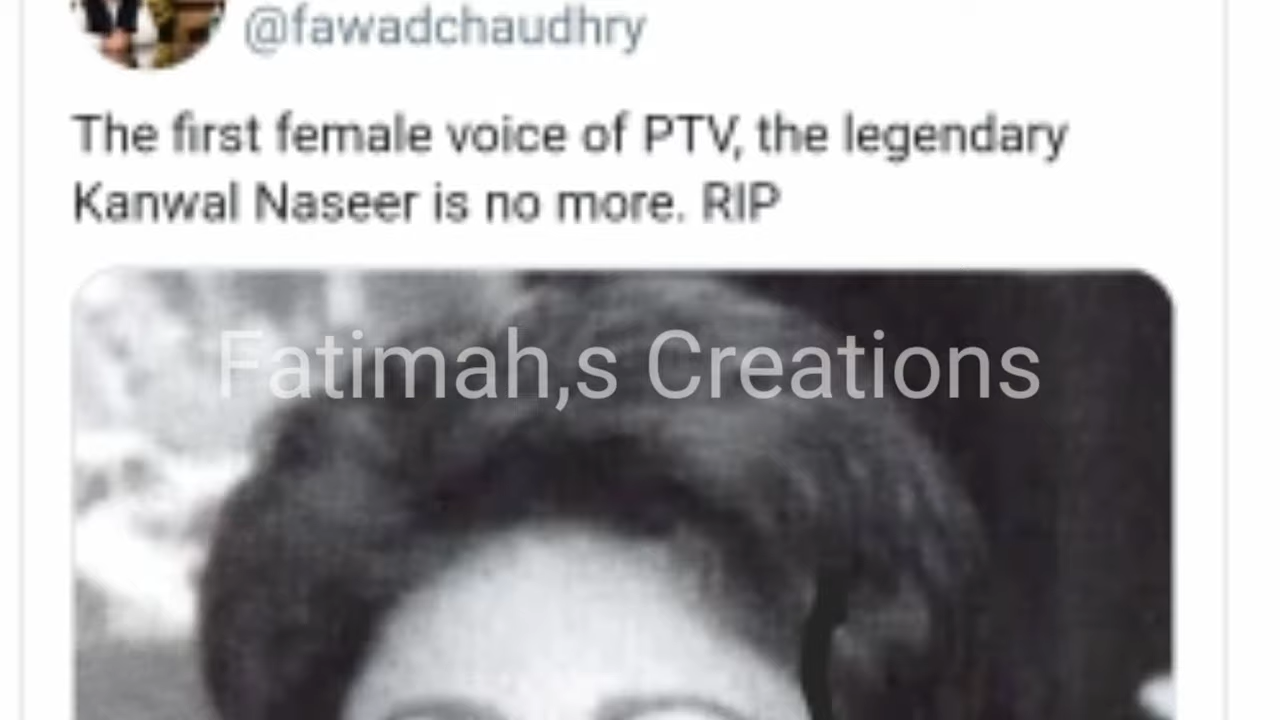 @fawadchaudhry
The first female voice of PTV, the legendary
Kanwal Naseer is no more. RIP
Fatimah,s Creations